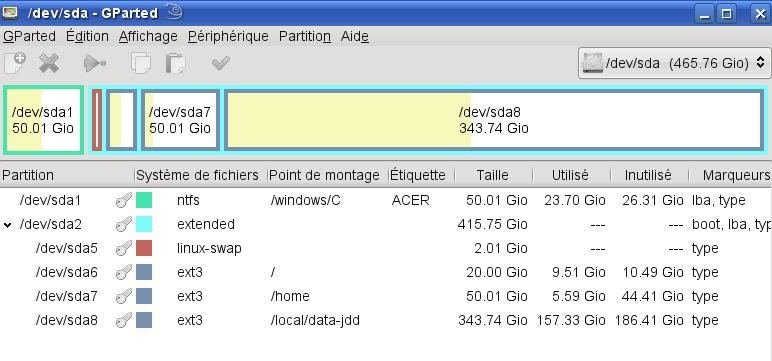 /dev/sda - GParted
GParted Édition Affichage Périphérique Partition Aide
/dev/sda (465.76 Gio)
/dev/sda1 /dev/sda7 /dev/sda8
50.01 Gio 50.01 Gio 343.74 Gio
Partition Système de fichiers Point de montage Étiquette Taille Utilisé Inutilisé Marqueurs
/dev/sda1 ntfs /windows/C ACER 50.01 Gio 23.70 Gio 26.31 Gio lba, type
/dev/sda2 extended 415.75 Gio --- --- boot, lba, type
/dev/sda5 linux-swap 2.01 Gio --- --- type
/dev/sda6 ext3 / 20.00 Gio 9.51 Gio 10.49 Gio type
/dev/sda7 ext3 /home 50.01 Gio 5.59 Gio 44.41 Gio type
/dev/sda8 ext3 /local/data-jdd 343.74 Gio 157.33 Gio 186.41 Gio type